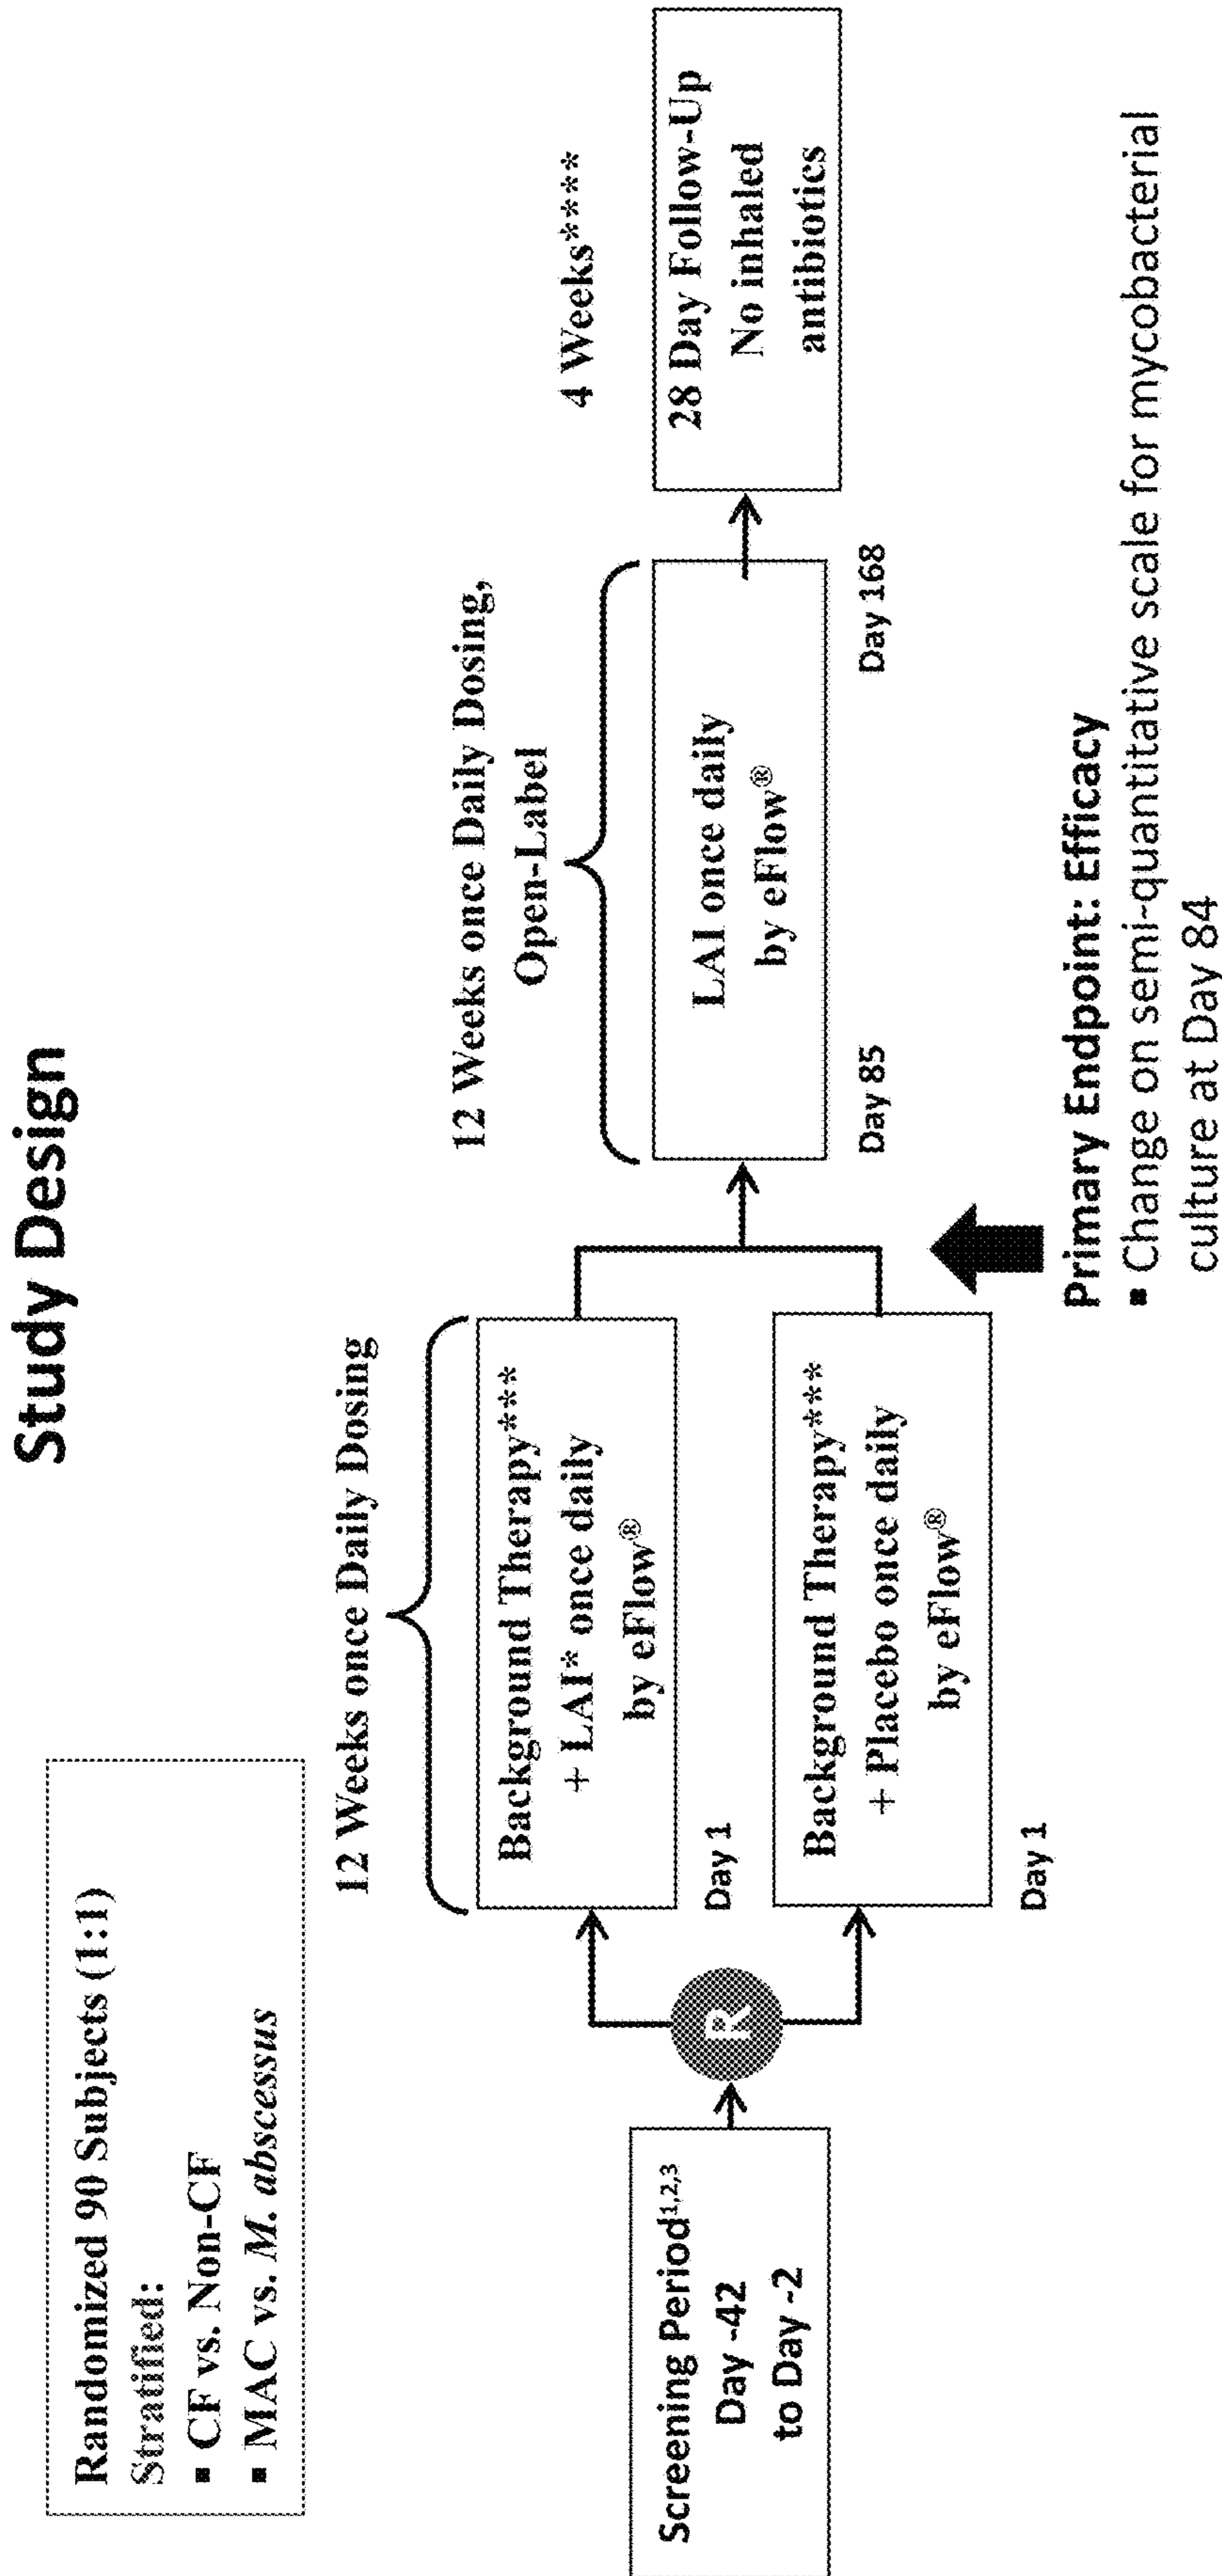 Study Design
Randomized 90 Subjects (1:1)
Stratified:
▪ CF vs. Non-CF
▪ MAC vs. M. abscessus
Screening Period1,2,3
Day -42
to Day -2
R
12 Weeks once Daily Dosing
Background Therapy***
+ LAI* once daily
by eFlow®
Day 1
Background Therapy***
+ Placebo once daily
by eFlow®
Day 1
12 Weeks once Daily Dosing,
Open-Label
LAI once daily
by eFlow®
Day 85
Day 168
4 Weeks****
28 Day Follow-Up
No inhaled
antibiotics
Primary Endpoint: Efficacy
▪ Change on semi-quantitative scale for mycobacterial
culture at Day 84